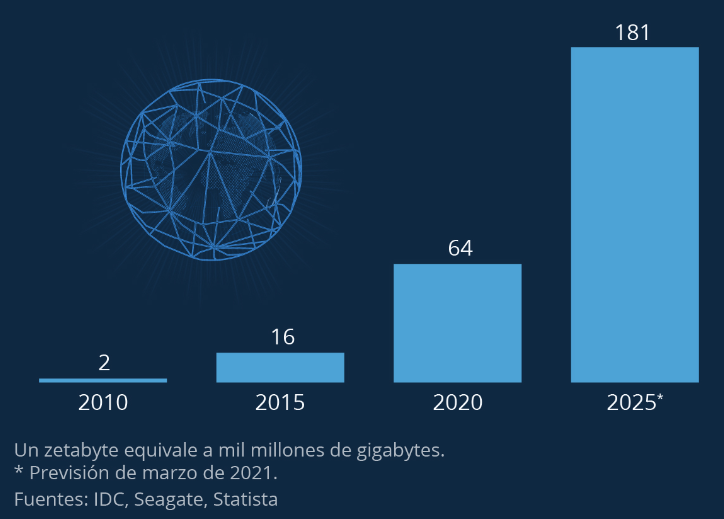 181
64
16
2
2010 2015 2020 2025*
Un zetabyte equivale a mil millones de gigabytes.
* Previsión de marzo de 2021.
Fuentes: IDC, Seagate, Statista